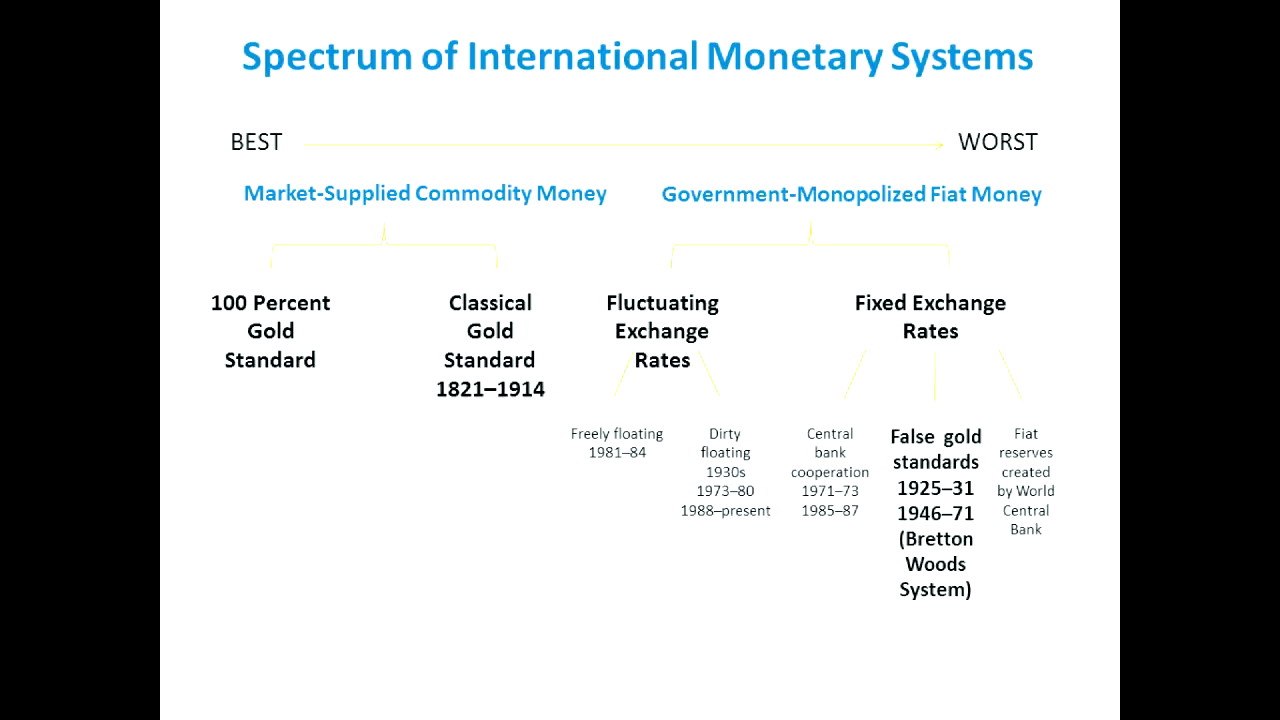 Spectrum of International Monetary Systems
BEST
WORST
Market-Supplied Commodity Money
Government-Monopolized Fiat Money
100 Percent
Gold
Standard
Classical
Gold
Standard
1821–1914
Fluctuating
Exchange
Rates
Fixed Exchange
Rates
Freely floating
1981–84
Dirty
floating
1930s
1973–80
1988–present
Central
bank
cooperation
1971–73
1985–87
False gold
standards
1925–31
1946–71
(Bretton
Woods
System)
Fiat
reserves
created
by World
Central
Bank